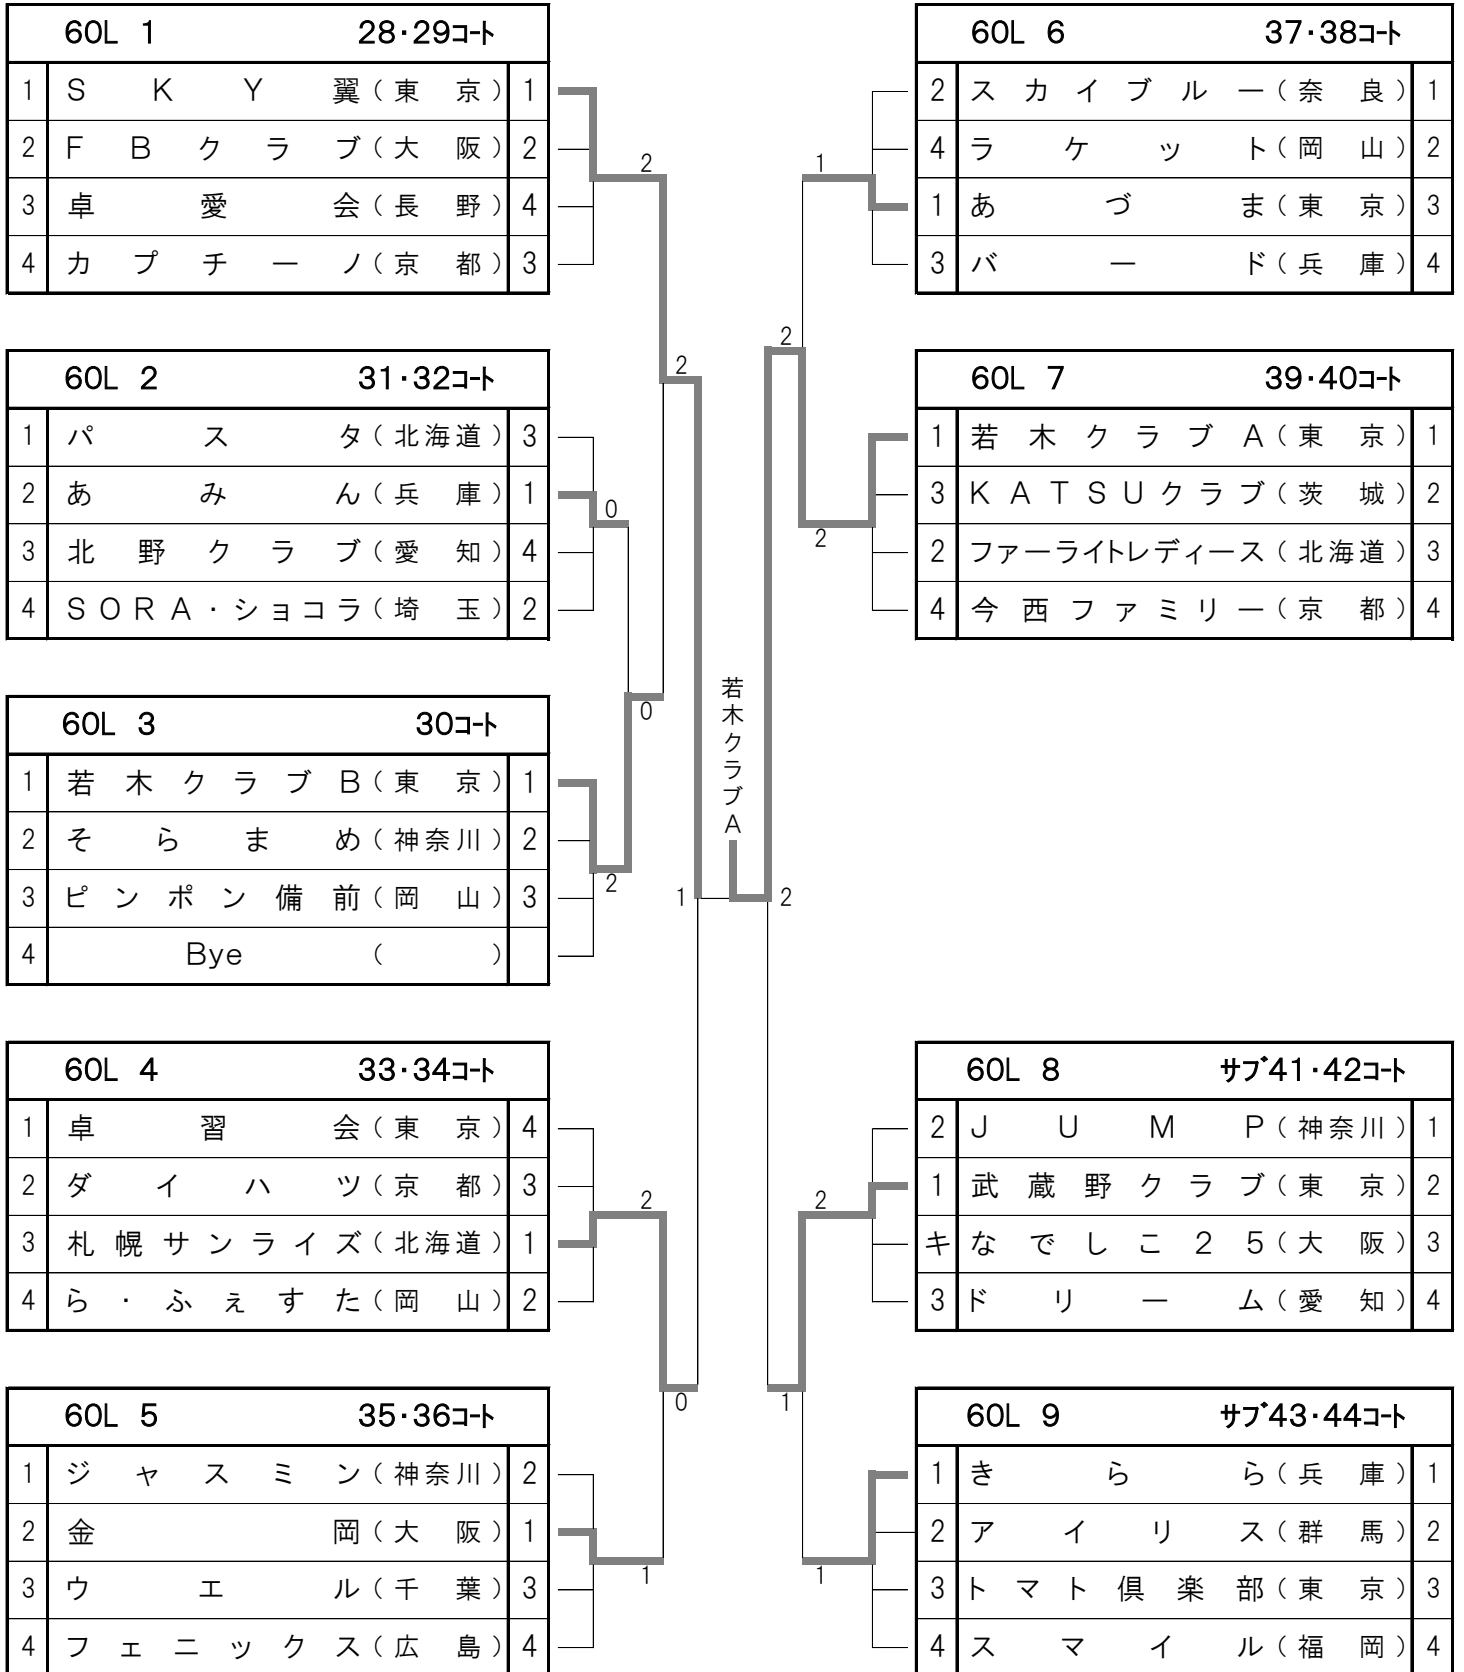 60L 1 28・29コート
1 SKY翼(東京) 1
2 FBクラブ(大阪) 2
3 卓愛会(長野) 4
4 カプチーノ(京都) 3
2
60L 2 31・32コート
1 パスタ(北海道) 3
2 あみん(兵庫) 1
3 北野クラブ(愛知) 4
4 SORA・ショコラ(埼玉) 2
0
2
60L 3 30コート
1 若木クラブB(東京) 1
2 そらまめ(神奈川) 2
3 ピンポン備前(岡山) 3
4 Bye ( )
2
0
60L 4 33・34コート
1 卓習会(東京) 4
2 ダイハツ(京都) 3
3 札幌サンライズ(北海道) 1
4 ら・ふぇすた(岡山) 2
2
60L 5 35・36コート
1 ジャスミン(神奈川) 2
2 金岡(大阪) 1
3 ウエル(千葉) 3
4 フェニックス(広島) 4
1
0
1
若木クラブA
2
60L 6 37・38コート
2 スカイブルー(奈良) 1
4 ラケット(岡山) 2
1 あづま(東京) 3
3 バード(兵庫) 4
1
2
60L 7 39・40コート
1 若木クラブA(東京) 1
3 KATSUクラブ(茨城) 2
2 ファーライトレディース(北海道) 3
4 今西ファミリー(京都) 4
2
60L 8 サブ41・42コート
2 JUMP(神奈川) 1
1 武蔵野クラブ(東京) 2
キ なでしこ25(大阪) 3
3 ドリーム(愛知) 4
2
1
60L 9 サブ43・44コート
1 きらら(兵庫) 1
2 アイリス(群馬) 2
3 トマト倶楽部(東京) 3
4 スマイル(福岡) 4
1